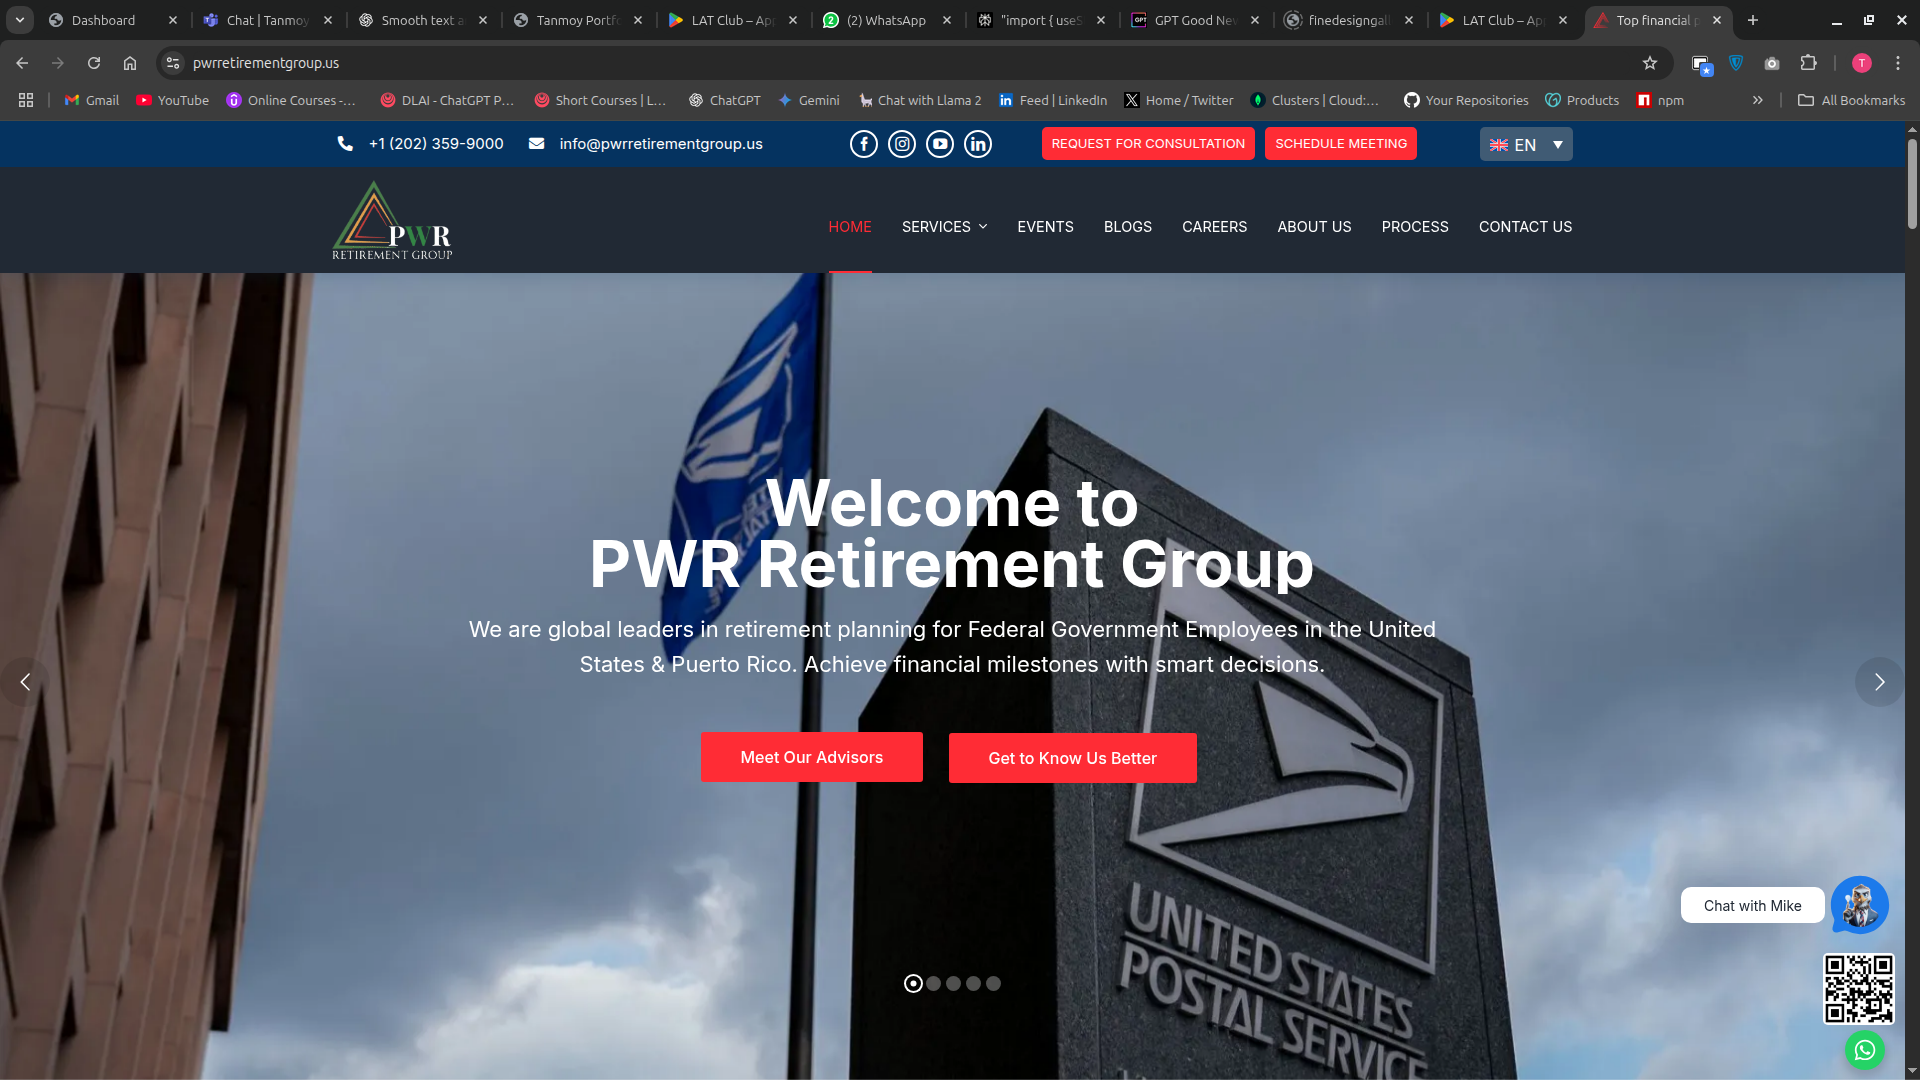 Dashboard
Chat | Tanmoy
Smooth text a
Tanmoy Portfo
LAT Club – App
(2) WhatsApp
"import { useS
GPT Good Nev
finedesigngall
LAT Club – App
Top financial p
pwrretirementgroup.us
T
Gmail
YouTube
Online Courses -...
DLAI - ChatGPT P...
Short Courses | L...
ChatGPT
Gemini
Chat with Llama 2
Feed | LinkedIn
Home / Twitter
Clusters | Cloud:...
Your Repositories
Products
npm
All Bookmarks
+1 (202) 359-9000
info@pwrretirementgroup.us
REQUEST FOR CONSULTATION
SCHEDULE MEETING
EN
PWR
RETIREMENT GROUP
HOME
SERVICES
EVENTS
BLOGS
CAREERS
ABOUT US
PROCESS
CONTACT US
Welcome to
PWR Retirement Group
We are global leaders in retirement planning for Federal Government Employees in the United
States & Puerto Rico. Achieve financial milestones with smart decisions.
Meet Our Advisors
Get to Know Us Better
UNITED STATES
POSTAL SERVICE
Chat with Mike